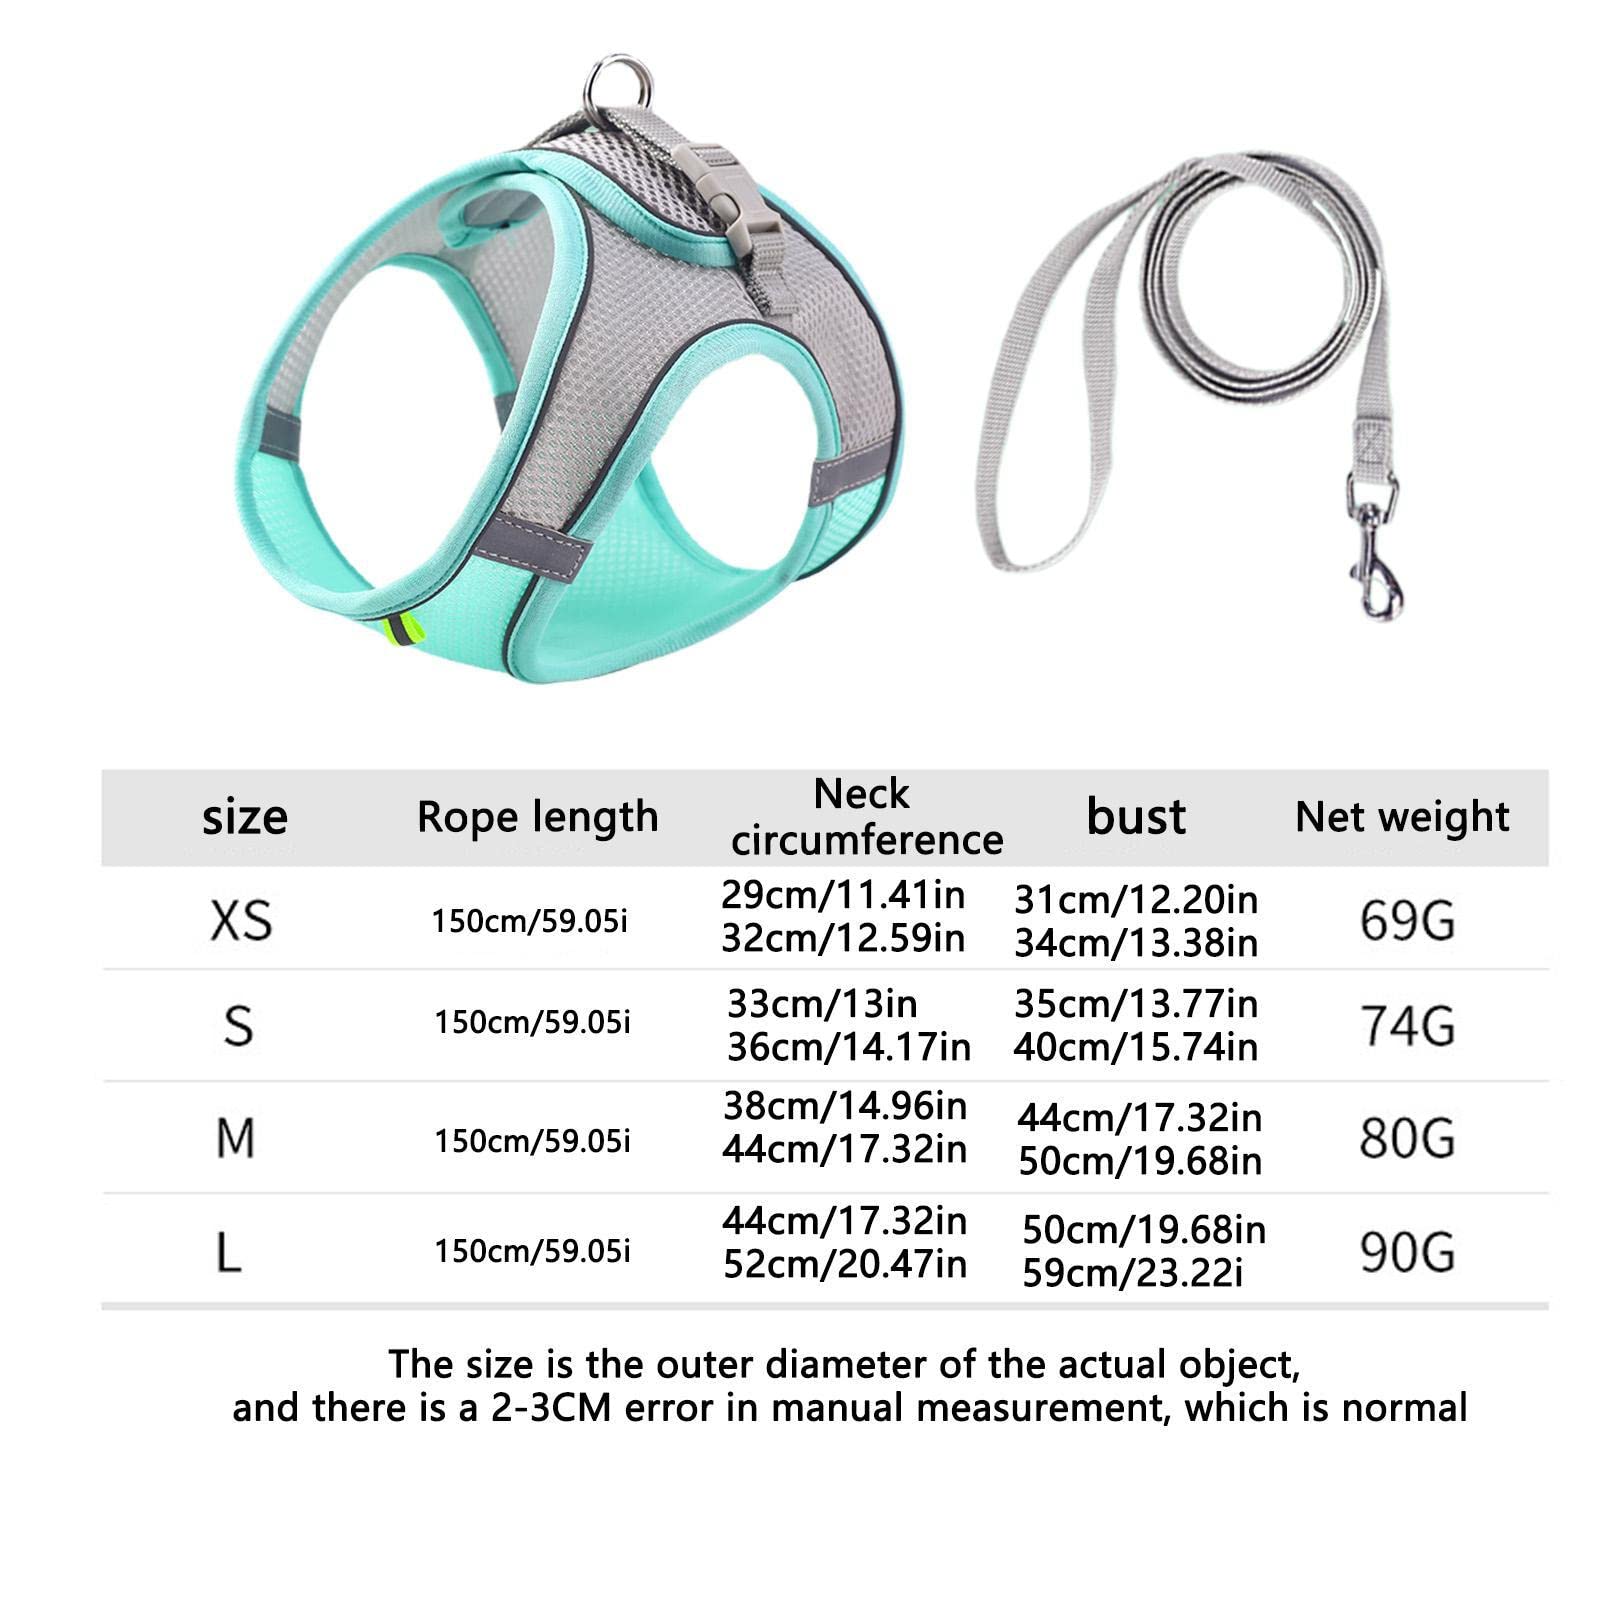 size Rope length Neck circumference bust Net weight
XS 150cm/59.05i 29cm/11.41in 31cm/12.20in 69G
32cm/12.59in 34cm/13.38in
S 150cm/59.05i 33cm/13in 35cm/13.77in 74G
36cm/14.17in 40cm/15.74in
M 150cm/59.05i 38cm/14.96in 44cm/17.32in 80G
44cm/17.32in 50cm/19.68in
L 150cm/59.05i 44cm/17.32in 50cm/19.68in 90G
52cm/20.47in 59cm/23.22i
The size is the outer diameter of the actual object,
and there is a 2-3CM error in manual measurement, which is normal